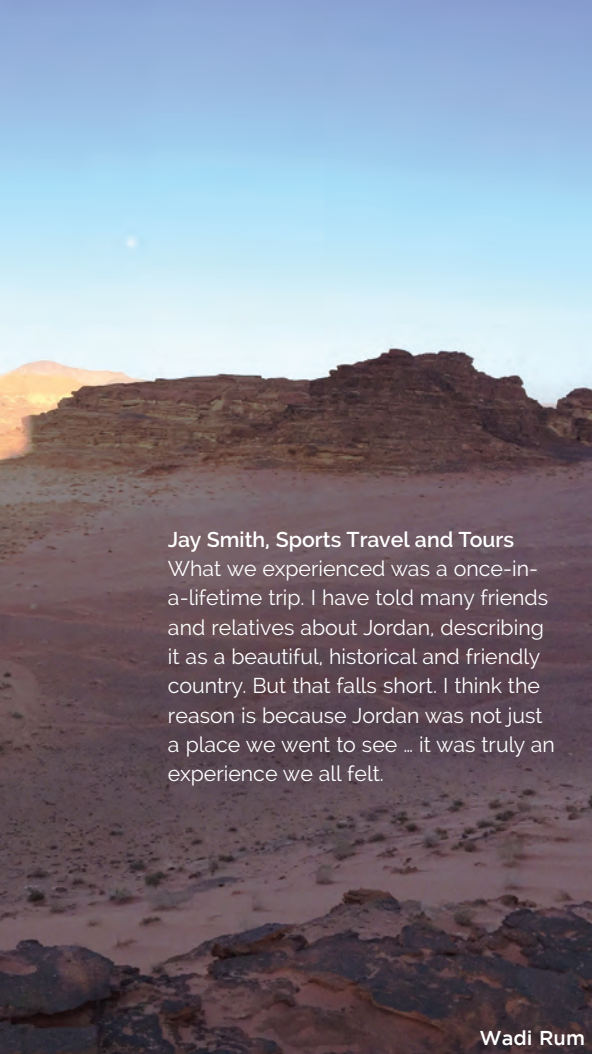 Jay Smith, Sports Travel and Tours
What we experienced was a once-in-
a-lifetime trip. I have told many friends
and relatives about Jordan, describing
it as a beautiful, historical and friendly
country. But that falls short. I think the
reason is because Jordan was not just
a place we went to see … it was truly an
experience we all felt.
Wadi Rum